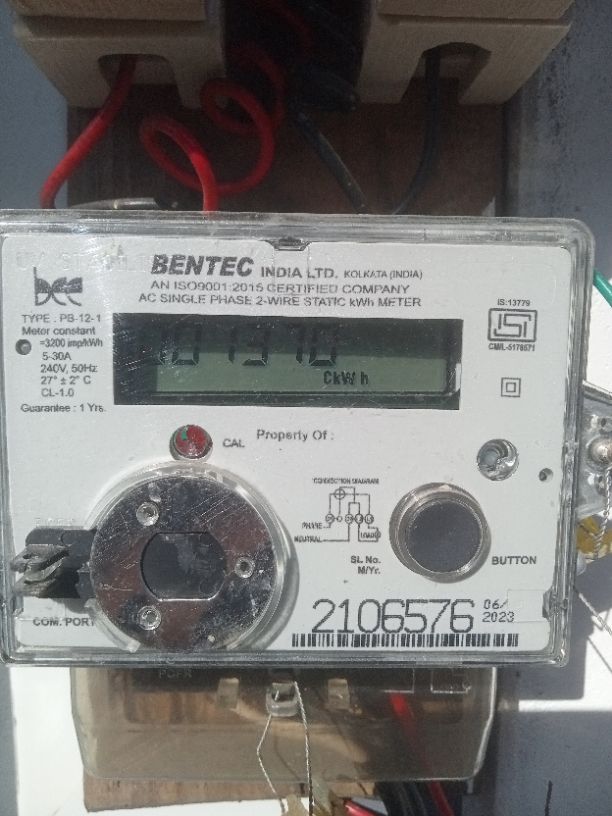 bee
BENTEC INDIA LTD. KOLKATA (INDIA)
AN ISO9001:2015 CERTIFIED COMPANY
AC SINGLE PHASE 2-WIRE STATIC kWh METER
TYPE : PB-12-1
Meter constant
=3200 imp/kWh
5-30A
240V, 50Hz
27° ± 2° C
CL-1.0
Guarantee : 1 Yrs.
01370
CkWh
IS:13779
CM/L-5176571
CAL
Property Of :
CONNECTION DIAGRAM
PHASE
NEUTRAL
LOAD
SL. No.
M/Yr.
BUTTON
COM. PORT
2106576 06/
2023